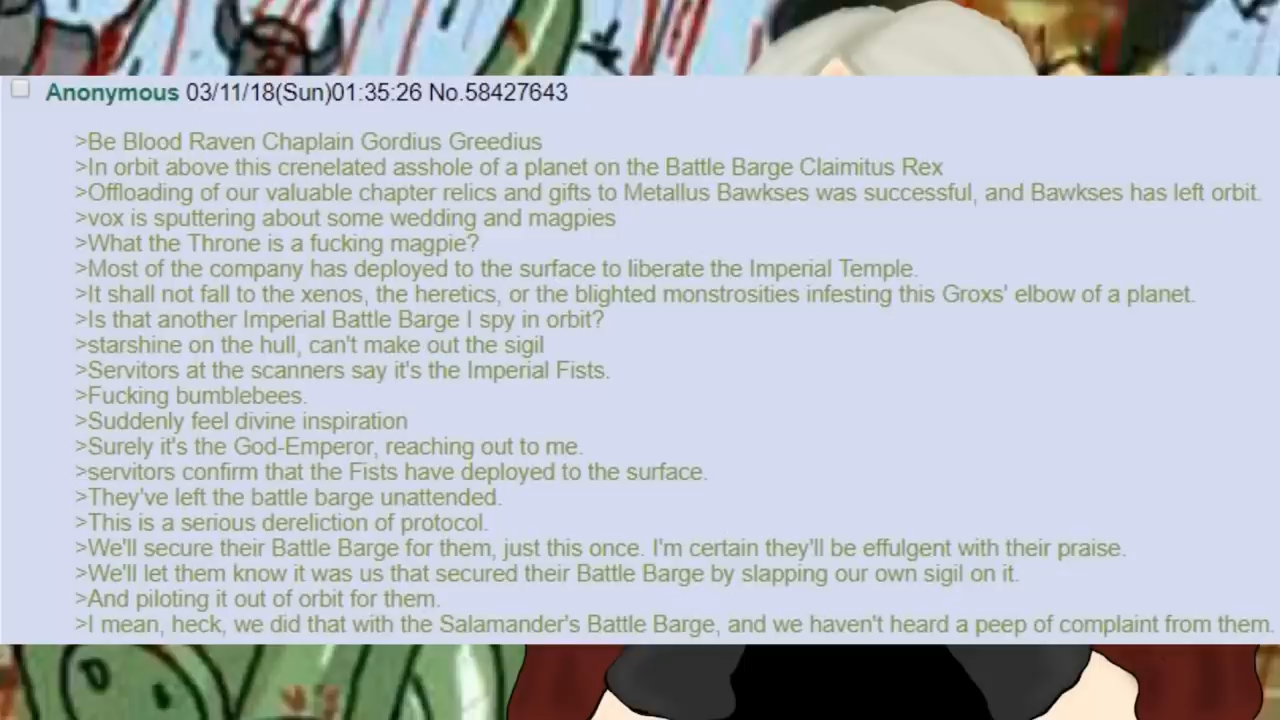 Anonymous 03/11/18(Sun)01:35:26 No.58427643
>Be Blood Raven Chaplain Gordius Greedius
>In orbit above this crenelated asshole of a planet on the Battle Barge Claimitus Rex
>Offloading of our valuable chapter relics and gifts to Metallus Bawkses was successful, and Bawkses has left orbit.
>vox is sputtering about some wedding and magpies
>What the Throne is a fucking magpie?
>Most of the company has deployed to the surface to liberate the Imperial Temple.
>It shall not fall to the xenos, the heretics, or the blighted monstrosities infesting this Groxs' elbow of a planet.
>Is that another Imperial Battle Barge I spy in orbit?
>starshine on the hull, can't make out the sigil
>Servitors at the scanners say it's the Imperial Fists.
>Fucking bumblebees.
>Suddenly feel divine inspiration
>Surely it's the God-Emperor, reaching out to me.
>servitors confirm that the Fists have deployed to the surface.
>They've left the battle barge unattended.
>This is a serious dereliction of protocol.
>We'll secure their Battle Barge for them, just this once. I'm certain they'll be effulgent with their praise.
>We'll let them know it was us that secured their Battle Barge by slapping our own sigil on it.
>And piloting it out of orbit for them.
>I mean, heck, we did that with the Salamander's Battle Barge, and we haven't heard a peep of complaint from them.